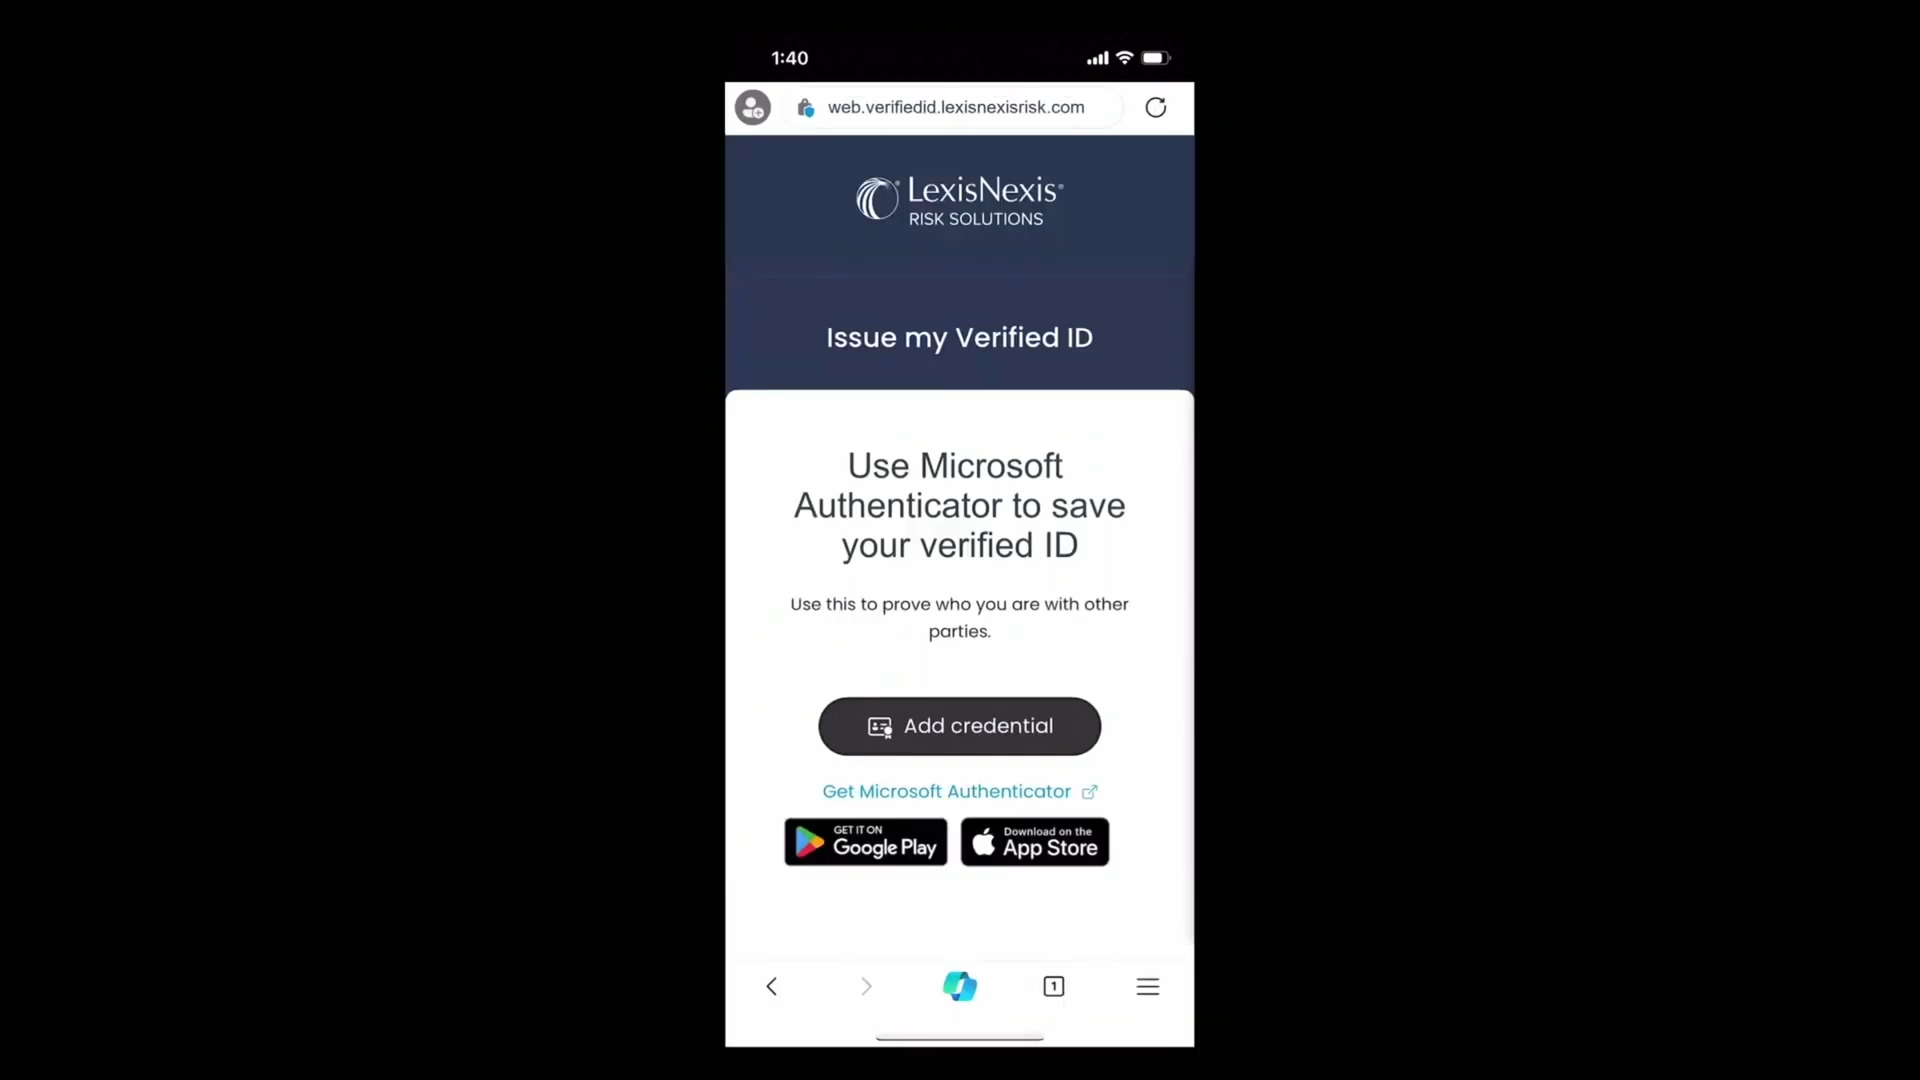 1:40
web.verifiedid.lexisnexisrisk.com
LexisNexis®
RISK SOLUTIONS
Issue my Verified ID
Use Microsoft
Authenticator to save
your verified ID
Use this to prove who you are with other
parties.
Add credential
Get Microsoft Authenticator
GET IT ON
Google Play
Download on the
App Store
1